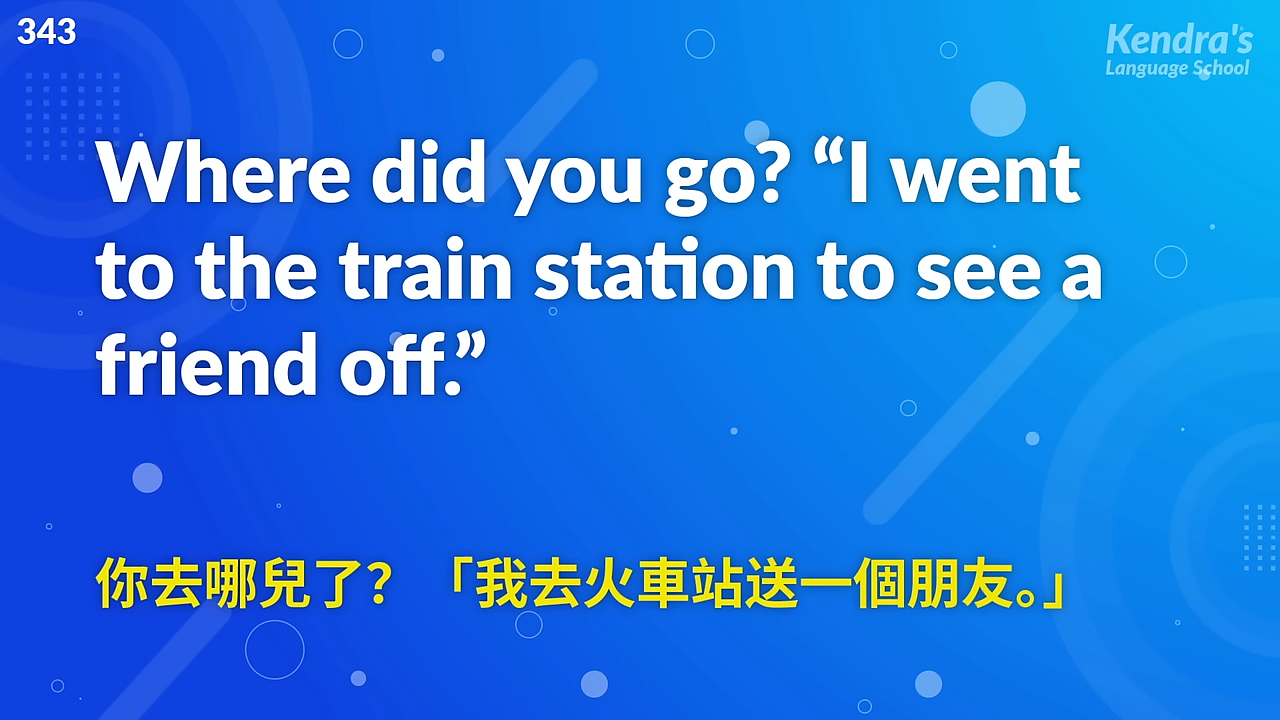 343
Kendra's
Language School
Where did you go? “I went
to the train station to see a
friend off.”
你去哪兒了？ 「我去火車站送一個朋友。」